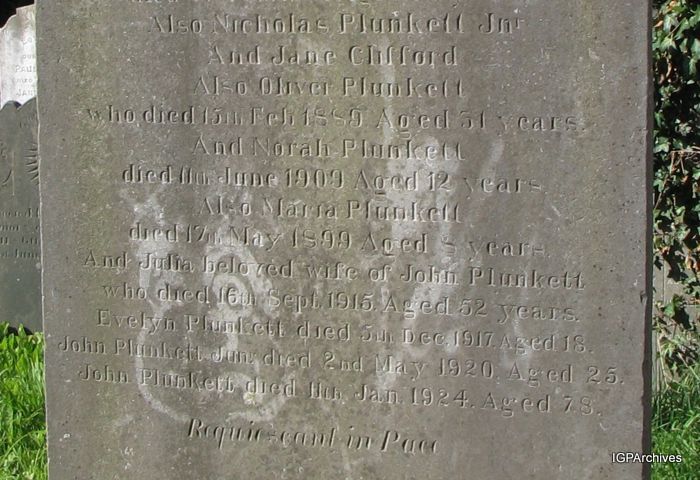 Also Nicholas Plunkett Jnr
And Jane Clifford
Also Oliver Plunkett
who died 15th Feb 1889 Aged 51 years.
And Norah Plunkett
died 11th June 1909 Aged 12 years.
Also Maria Plunkett
died 17th May 1899 Aged 8 years.
And Julia beloved wife of John Plunkett
who died 16th Sept. 1915. Aged 52 years.
Evelyn Plunkett died 5th Dec. 1917. Aged 18.
John Plunkett Junr died 2nd May 1920. Aged 25.
John Plunkett died 11th Jan. 1924. Aged 78.
Requiescant in Pace
IGPArchives